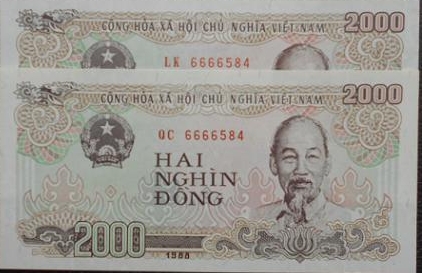 CỘNG HÒA XÃ HỘI CHỦ NGHĨA VIỆT NAM 2000
LK 6666584
CỘNG HÒA XÃ HỘI CHỦ NGHĨA VIỆT NAM 2000
QC 6666584
HAI
NGHÌN
ĐỒNG
2000
1988